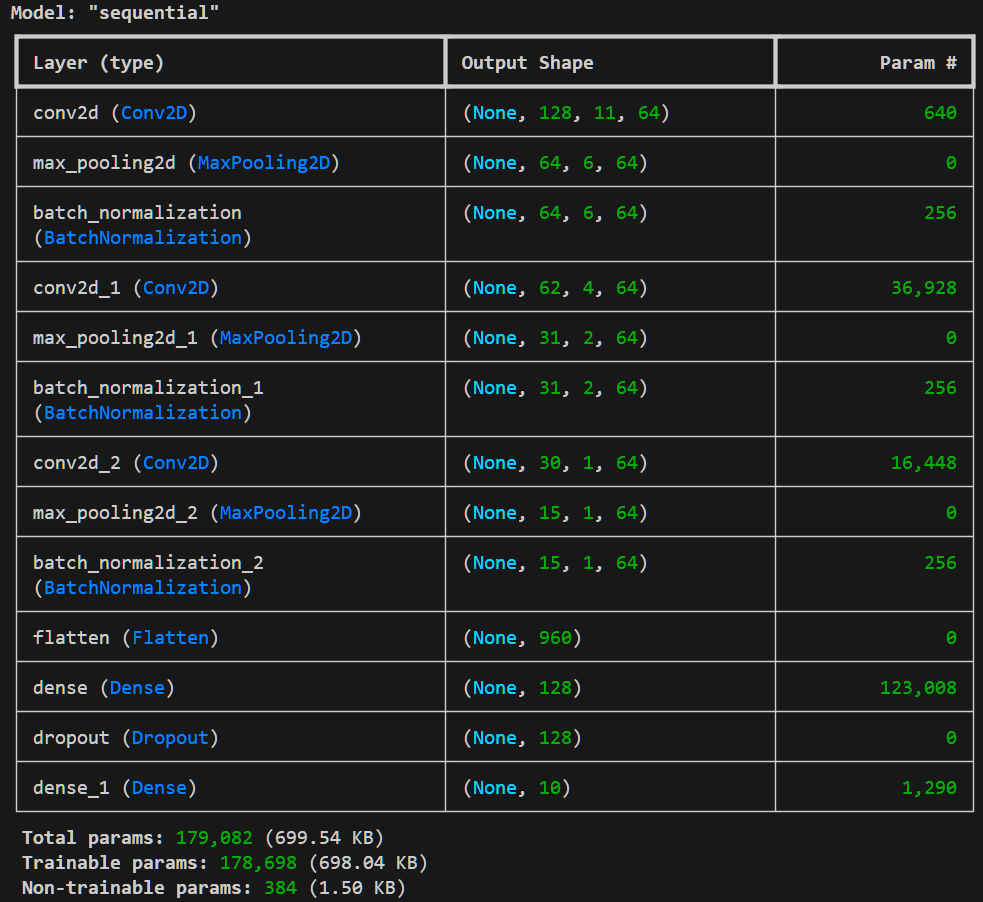 Model: "sequential"
Layer (type) Output Shape Param #
conv2d (Conv2D) (None, 128, 11, 64) 640
max_pooling2d (MaxPooling2D) (None, 64, 6, 64) 0
batch_normalization (None, 64, 6, 64) 256
(BatchNormalization)
conv2d_1 (Conv2D) (None, 62, 4, 64) 36,928
max_pooling2d_1 (MaxPooling2D) (None, 31, 2, 64) 0
batch_normalization_1 (None, 31, 2, 64) 256
(BatchNormalization)
conv2d_2 (Conv2D) (None, 30, 1, 64) 16,448
max_pooling2d_2 (MaxPooling2D) (None, 15, 1, 64) 0
batch_normalization_2 (None, 15, 1, 64) 256
(BatchNormalization)
flatten (Flatten) (None, 960) 0
dense (Dense) (None, 128) 123,008
dropout (Dropout) (None, 128) 0
dense_1 (Dense) (None, 10) 1,290
Total params: 179,082 (699.54 KB)
Trainable params: 178,698 (698.04 KB)
Non-trainable params: 384 (1.50 KB)